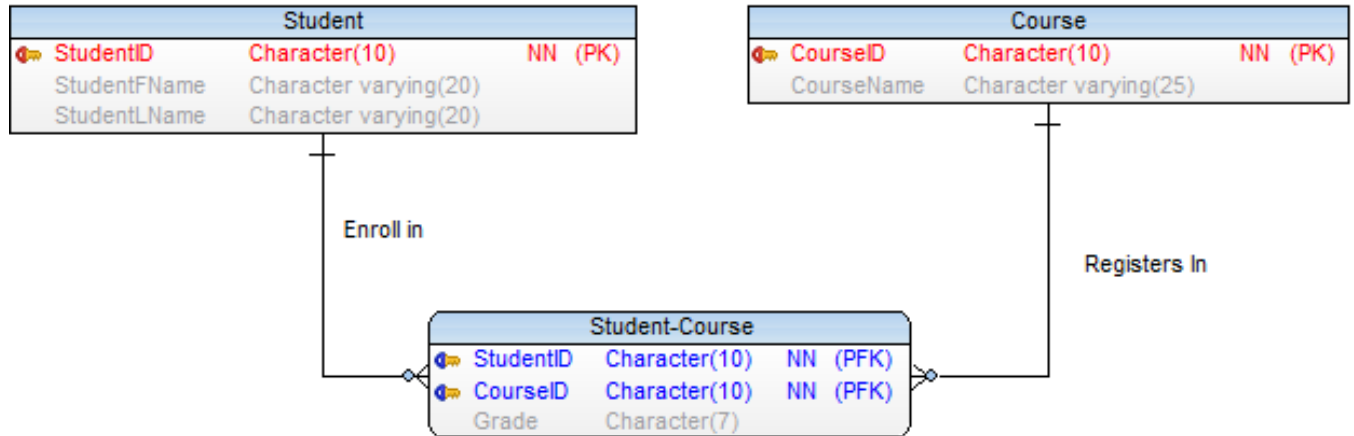 Student
StudentID Character(10) NN (PK)
StudentFName Character varying(20)
StudentLName Character varying(20)
Course
CourseID Character(10) NN (PK)
CourseName Character varying(25)
Enroll in
Registers In
Student-Course
StudentID Character(10) NN (PFK)
CourseID Character(10) NN (PFK)
Grade Character(7)